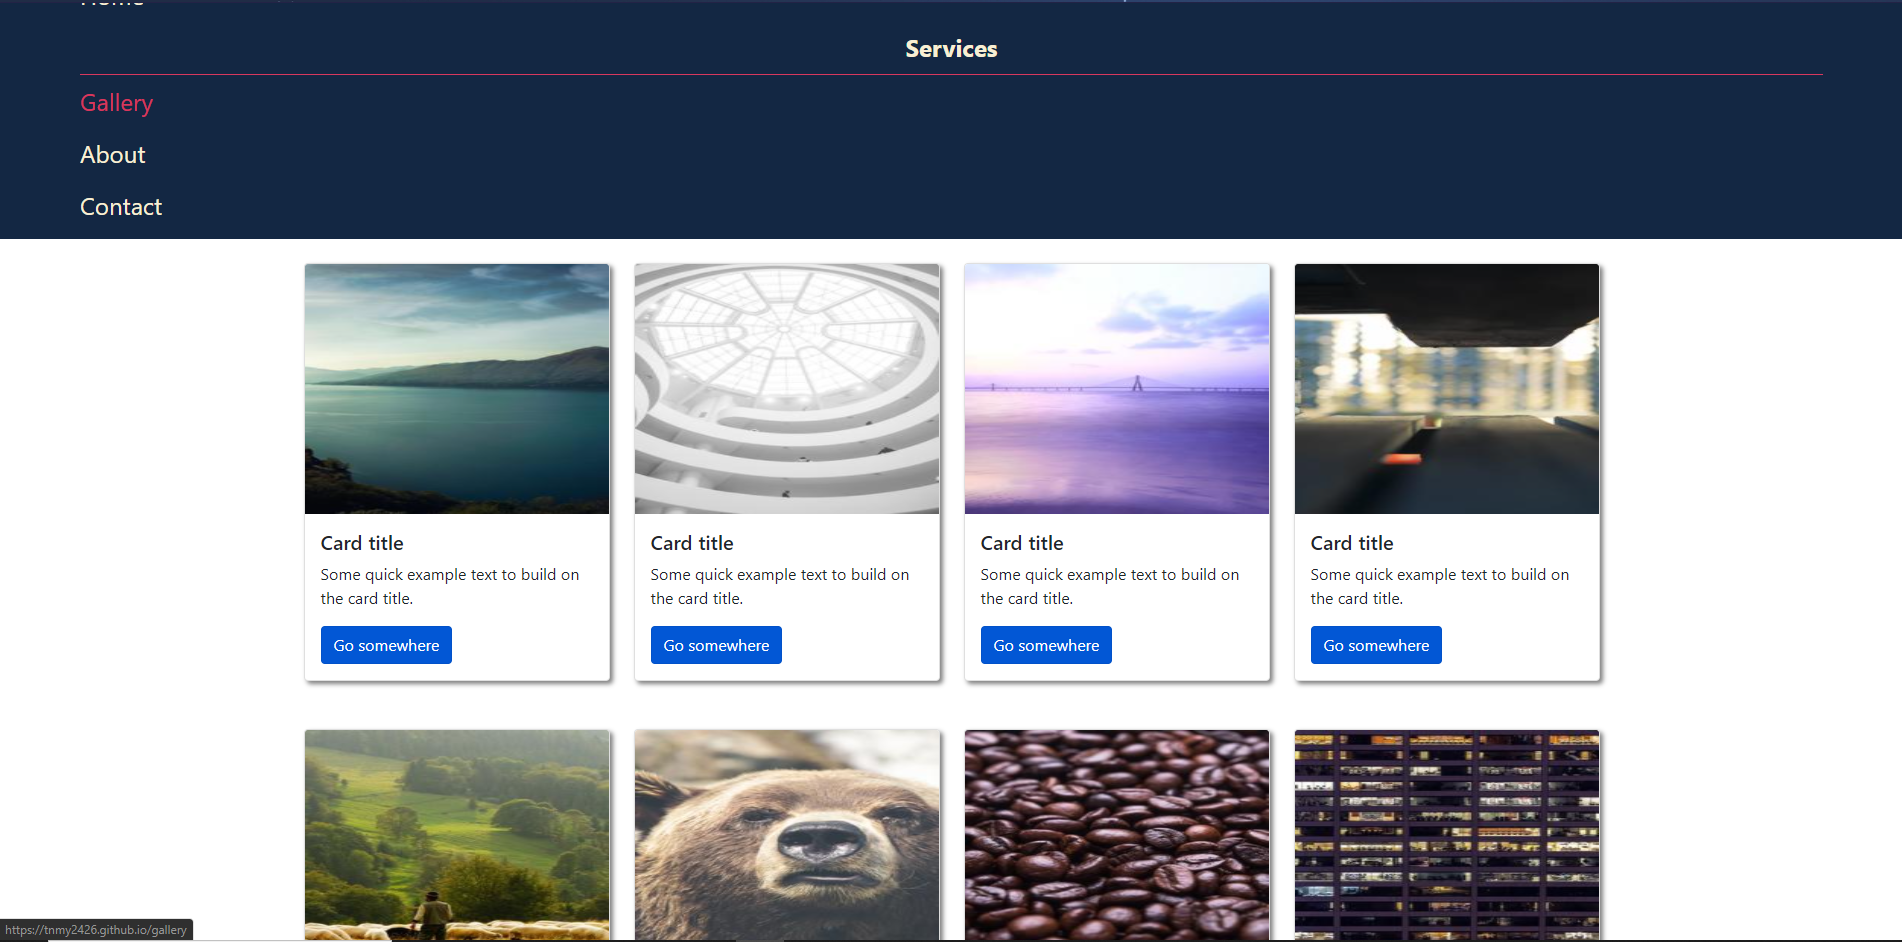 Home
Services
Gallery
About
Contact
Card title
Some quick example text to build on
the card title.
Go somewhere
Card title
Some quick example text to build on
the card title.
Go somewhere
Card title
Some quick example text to build on
the card title.
Go somewhere
Card title
Some quick example text to build on
the card title.
Go somewhere
https://tnmy2426.github.io/gallery